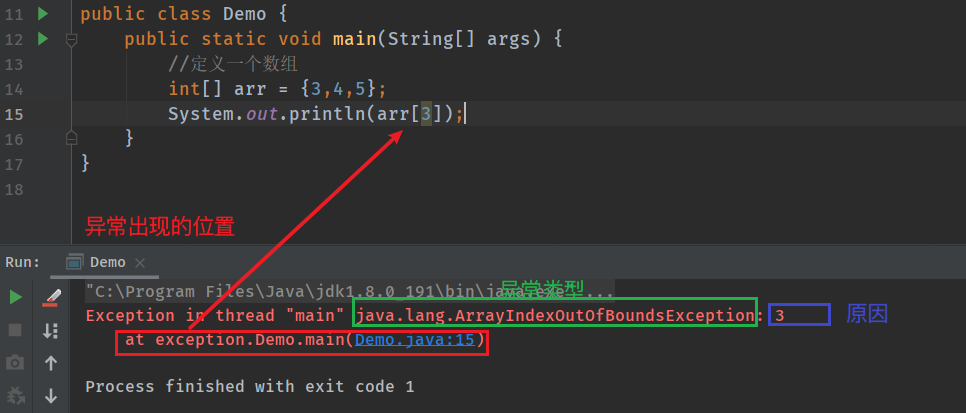 11 public class Demo {
12 public static void main(String[] args) {
13 //定义一个数组
14 int[] arr = {3,4,5};
15 System.out.println(arr[3]);
16 }
17 }
18
异常出现的位置
Run: Demo
异常类型
"C:\Program Files\Java\jdk1.8.0_191\bin\java.exe" ...
Exception in thread "main" java.lang.ArrayIndexOutOfBoundsException: 3 原因
at exception.Demo.main(Demo.java:15)
Process finished with exit code 1